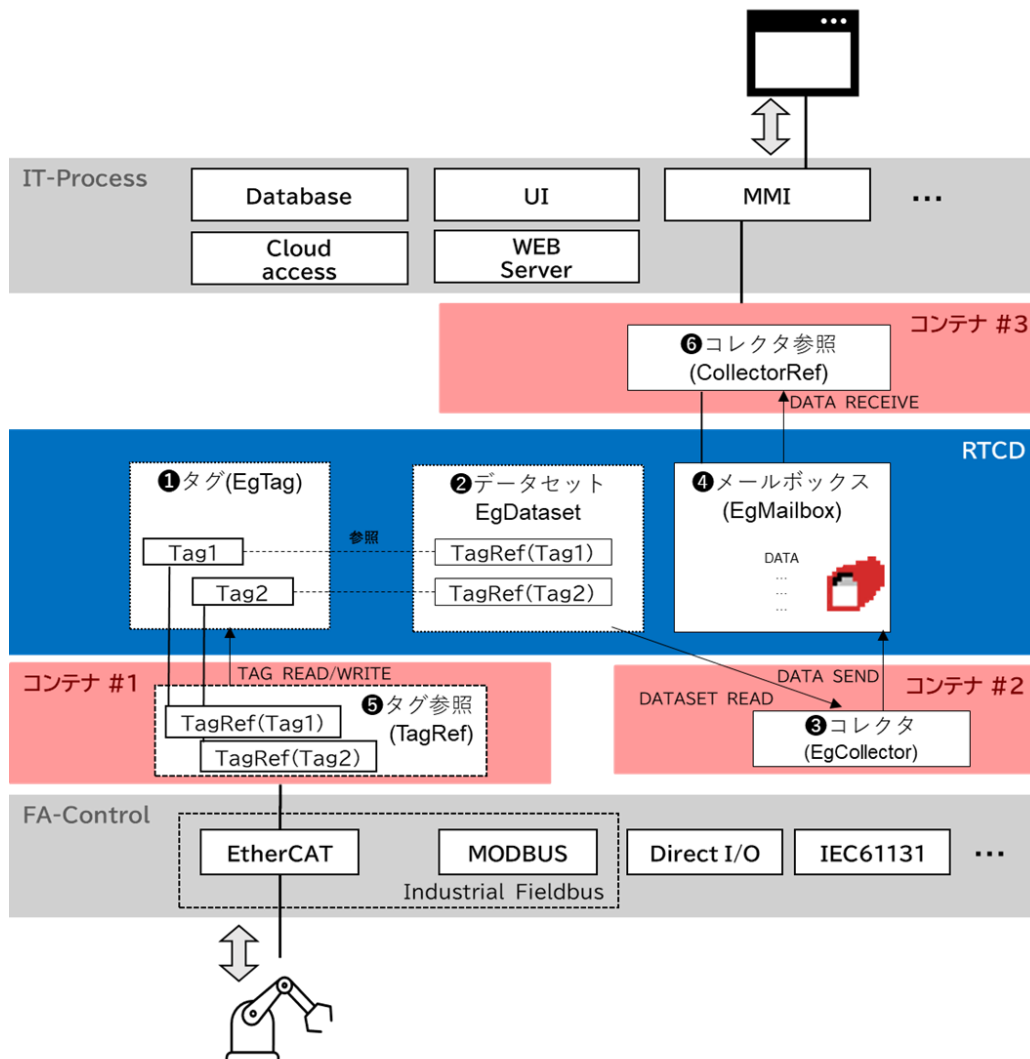 IT-Process
Database
UI
MMI
...
Cloud
access
WEB
Server
コンテナ #3
❻コレクタ参照
(CollectorRef)
DATA RECEIVE
RTCD
❶タグ(EgTag)
Tag1
Tag2
参照
❷データセット
EgDataset
TagRef(Tag1)
TagRef(Tag2)
❹メールボックス
(EgMailbox)
DATA
...
...
...
コンテナ #1
TAG READ/WRITE
❺タグ参照
(TagRef)
TagRef(Tag1)
TagRef(Tag2)
DATASET READ
DATA SEND
コンテナ #2
❸コレクタ
(EgCollector)
FA-Control
EtherCAT
MODBUS
Industrial Fieldbus
Direct I/O
IEC61131
...